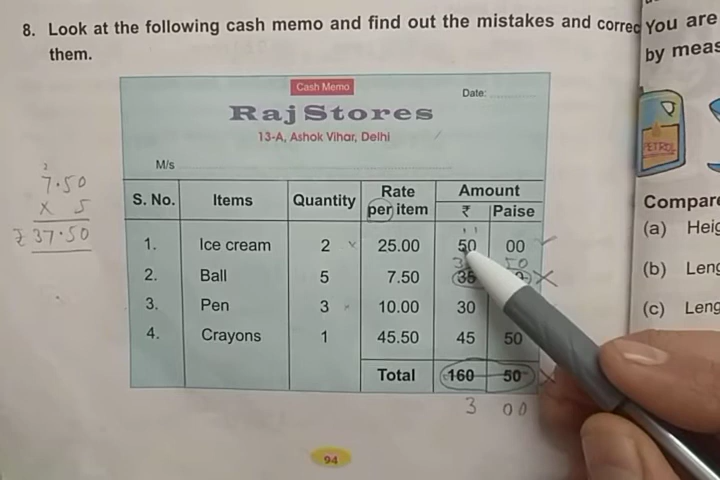 8. Look at the following cash memo and find out the mistakes and correc
them.
You are
by meas
Cash Memo
Date:
Raj Stores
13-A, Ashok Vihar, Delhi
M/s
PETROL
S. No. Items Quantity Rate per item Amount
₹ Paise
1. Ice cream 2 25.00 50 00
2. Ball 5 7.50 35
50
3. Pen 3 10.00 30
4. Crayons 1 45.50 45 50
Total 160 50
3 00
2
7.50
x 5
₹ 37.50
Compar
(a) Heig
(b) Leng
(c) Leng
94